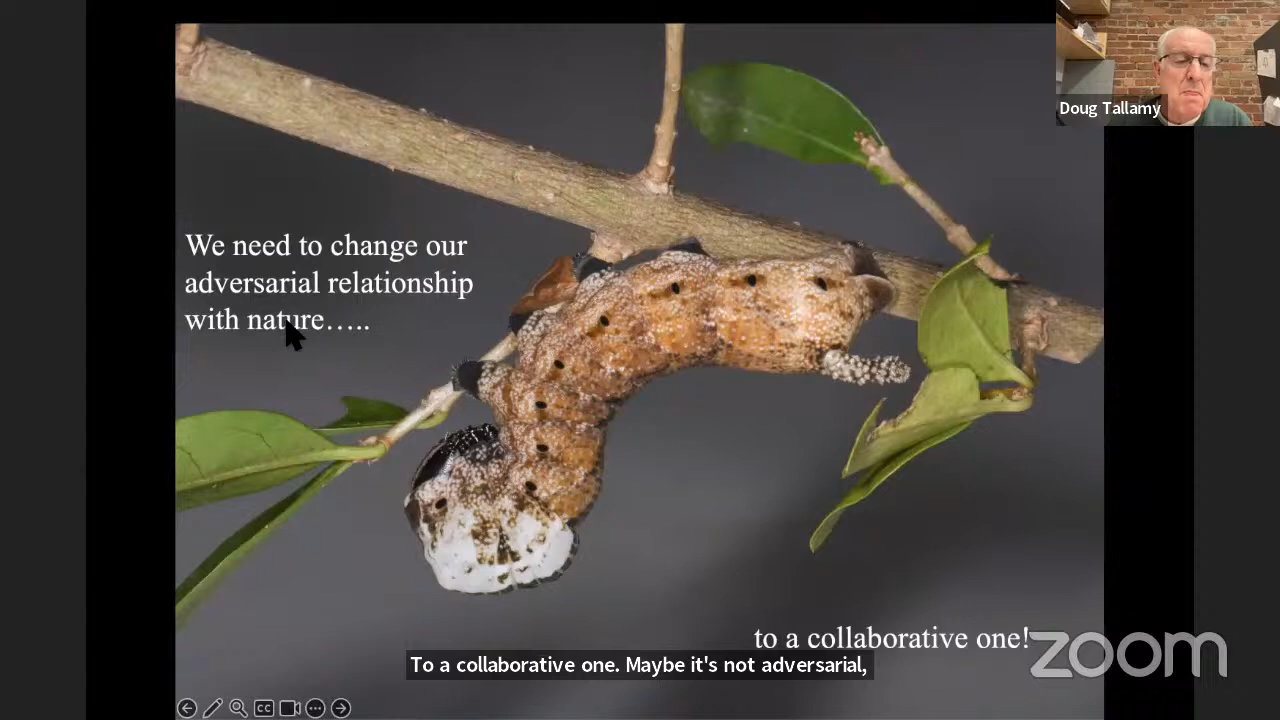 Doug Tallamy
We need to change our
adversarial relationship
with nature…..
to a collaborative one!
To a collaborative one. Maybe it's not adversarial,
zoom
CC